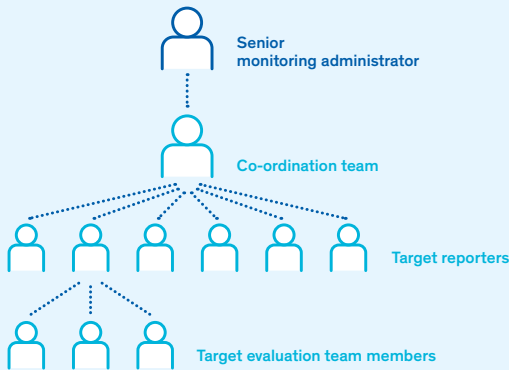 Senior
monitoring administrator
Co-ordination team
Target reporters
Target evaluation team members